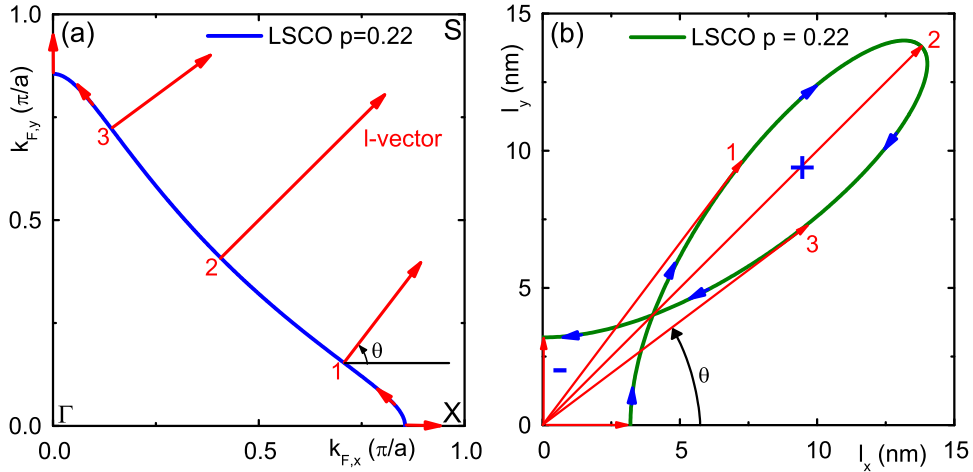 (a)
LSCO p=0.22
S
1.0
0.5
0.0
k_F,y (π/a)
3
l-vector
2
θ
1
Γ
X
0.0
0.5
1.0
k_F,x (π/a)
(b)
LSCO p = 0.22
15
10
5
0
l_y (nm)
2
1
+
3
-
θ
0
5
10
15
l_x (nm)